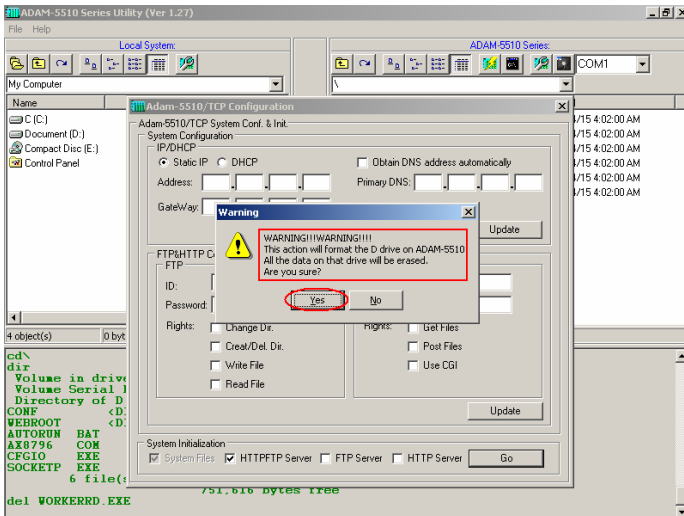 ADAM-5510 Series Utility (Ver 1.27)
File Help
Local System:
ADAM-5510 Series:
COM1
My Computer
\
Name
C (C:)
Document (D:)
Compact Disc (E:)
Control Panel
/15 4:02:00 AM
/15 4:02:00 AM
/15 4:02:00 AM
/15 4:02:00 AM
/15 4:02:00 AM
/15 4:02:00 AM
Adam-5510/TCP Configuration
Adam-5510/TCP System Conf. & Init.
System Configuration
IP/DHCP
Static IP DHCP
Obtain DNS address automatically
Address: . . .
Primary DNS: . . .
GateWay:
Update
Warning
WARNING!!!WARNING!!!!
This action will format the D drive on ADAM-5510
All the data on that drive will be erased.
Are you sure?
Yes No
FTP&HTTP C
FTP
ID:
Password:
Rights:
Change Dir.
Creat/Del. Dir.
Write File
Read File
Rights:
Get Files
Post Files
Use CGI
Update
System Initialization
System Files HTTPFTP Server FTP Server HTTP Server Go
4 object(s) 0 byt
cd\
dir
Volume in drive
Volume Serial
Directory of D
CONF <D
WEBROOT <D
AUTORUN BAT
AX8796 COM
CFGIO EXE
SOCKETP EXE
6 file(s
751,616 bytes free
del WORKERRD.EXE